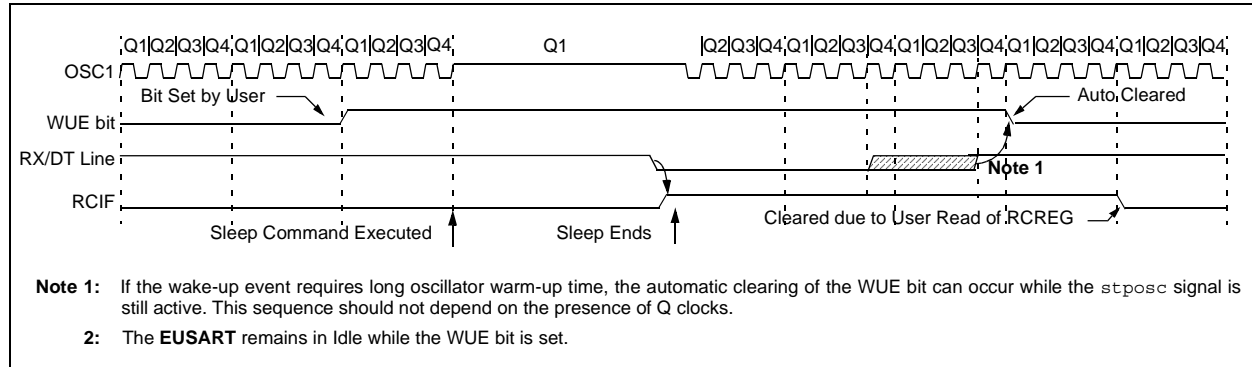 Q1 Q2 Q3 Q4 Q1 Q2 Q3 Q4 Q1 Q2 Q3 Q4 Q1 Q2 Q3 Q4 Q1 Q2 Q3 Q4 Q1 Q2 Q3 Q4 Q1 Q2 Q3 Q4 Q1 Q2 Q3 Q4
OSC1
Bit Set by User
Auto Cleared
WUE bit
RX/DT Line
Note 1
RCIF
Cleared due to User Read of RCREG
Sleep Command Executed
Sleep Ends
Note 1: If the wake-up event requires long oscillator warm-up time, the automatic clearing of the WUE bit can occur while the stposc signal is
still active. This sequence should not depend on the presence of Q clocks.
2: The EUSART remains in Idle while the WUE bit is set.